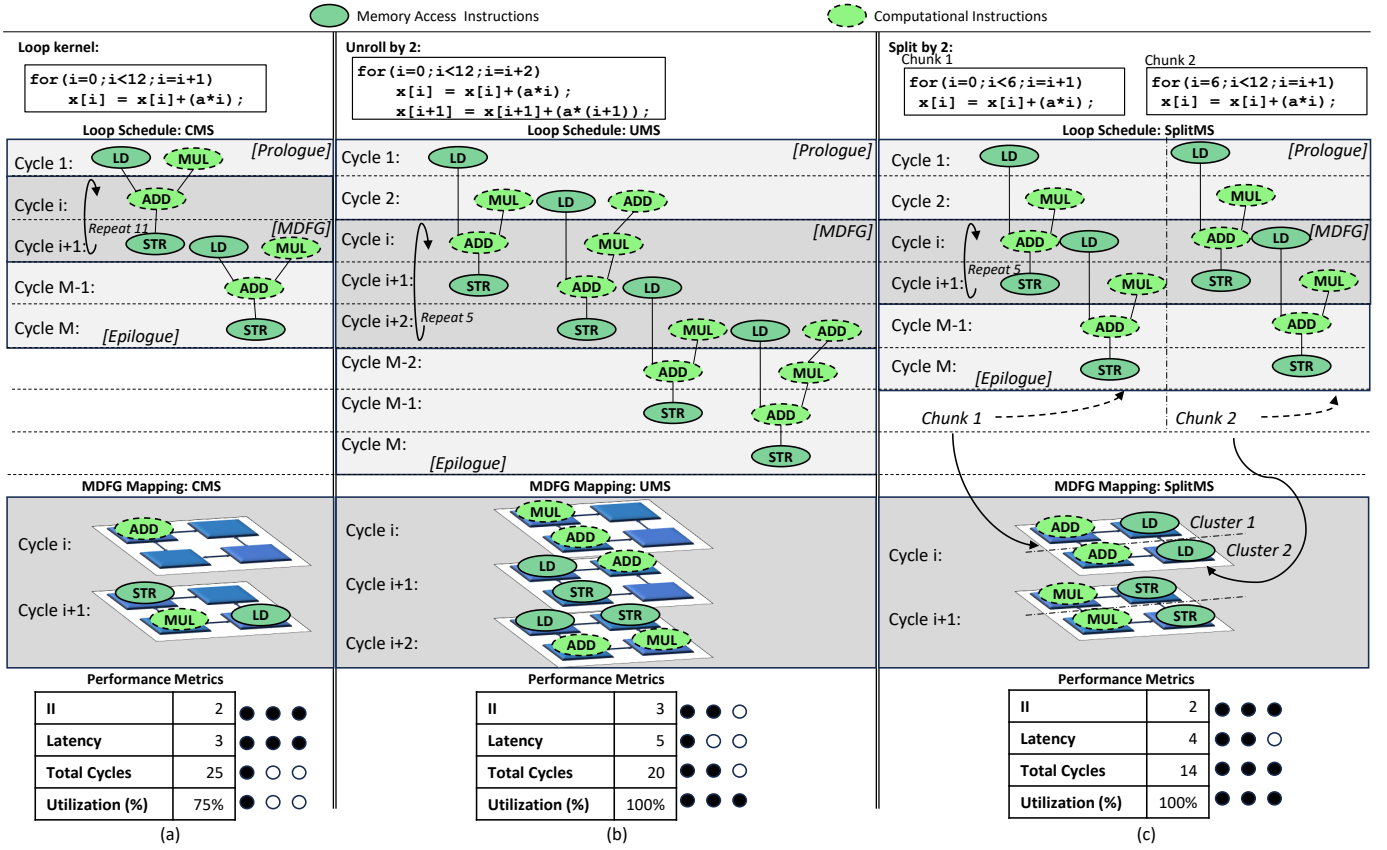 Memory Access Instructions
Computational Instructions
Loop kernel:
for(i=0;i<12;i=i+1)
x[i] = x[i]+(a*i);
Loop Schedule: CMS
[Prologue]
Cycle 1:
LD
MUL
Cycle i:
ADD
Repeat 11
[MDFG]
Cycle i+1:
STR
LD
MUL
Cycle M-1:
ADD
Cycle M:
STR
[Epilogue]
MDFG Mapping: CMS
Cycle i:
ADD
Cycle i+1:
STR
MUL
LD
Performance Metrics
II 2
Latency 3
Total Cycles 25
Utilization (%) 75%
(a)
Unroll by 2:
for(i=0;i<12;i=i+2)
x[i] = x[i]+(a*i);
x[i+1] = x[i+1]+(a*(i+1));
Loop Schedule: UMS
[Prologue]
Cycle 1:
LD
Cycle 2:
MUL
LD
ADD
[MDFG]
Cycle i:
ADD
MUL
Cycle i+1:
STR
ADD
LD
Cycle i+2:
Repeat 5
STR
MUL
LD
ADD
Cycle M-2:
ADD
MUL
Cycle M-1:
STR
ADD
Cycle M:
STR
[Epilogue]
MDFG Mapping: UMS
Cycle i:
MUL
ADD
Cycle i+1:
LD
ADD
STR
Cycle i+2:
LD
STR
ADD
MUL
Performance Metrics
II 3
Latency 5
Total Cycles 20
Utilization (%) 100%
(b)
Split by 2:
Chunk 1
for(i=0;i<6;i=i+1)
x[i] = x[i]+(a*i);
Chunk 2
for(i=6;i<12;i=i+1)
x[i] = x[i]+(a*i);
Loop Schedule: SplitMS
[Prologue]
Cycle 1:
LD
LD
Cycle 2:
MUL
MUL
[MDFG]
Cycle i:
ADD
LD
ADD
LD
Repeat 5
Cycle i+1:
STR
MUL
STR
MUL
Cycle M-1:
ADD
ADD
Cycle M:
STR
STR
[Epilogue]
Chunk 1
Chunk 2
MDFG Mapping: SplitMS
Cycle i:
ADD
LD
Cluster 1
ADD
LD
Cluster 2
Cycle i+1:
MUL
STR
MUL
STR
Performance Metrics
II 2
Latency 4
Total Cycles 14
Utilization (%) 100%
(c)